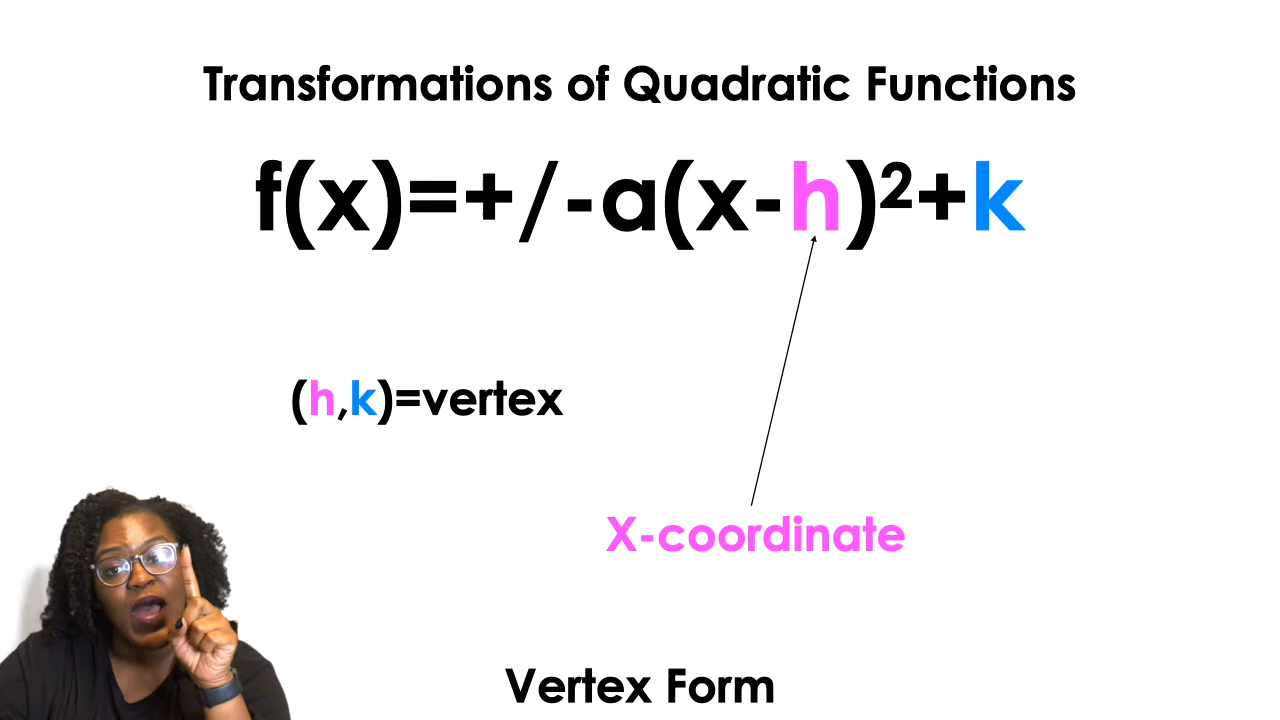 Transformations of Quadratic Functions
f(x)=+/-a(x-h)²+k
(h,k)=vertex
X-coordinate
Vertex Form